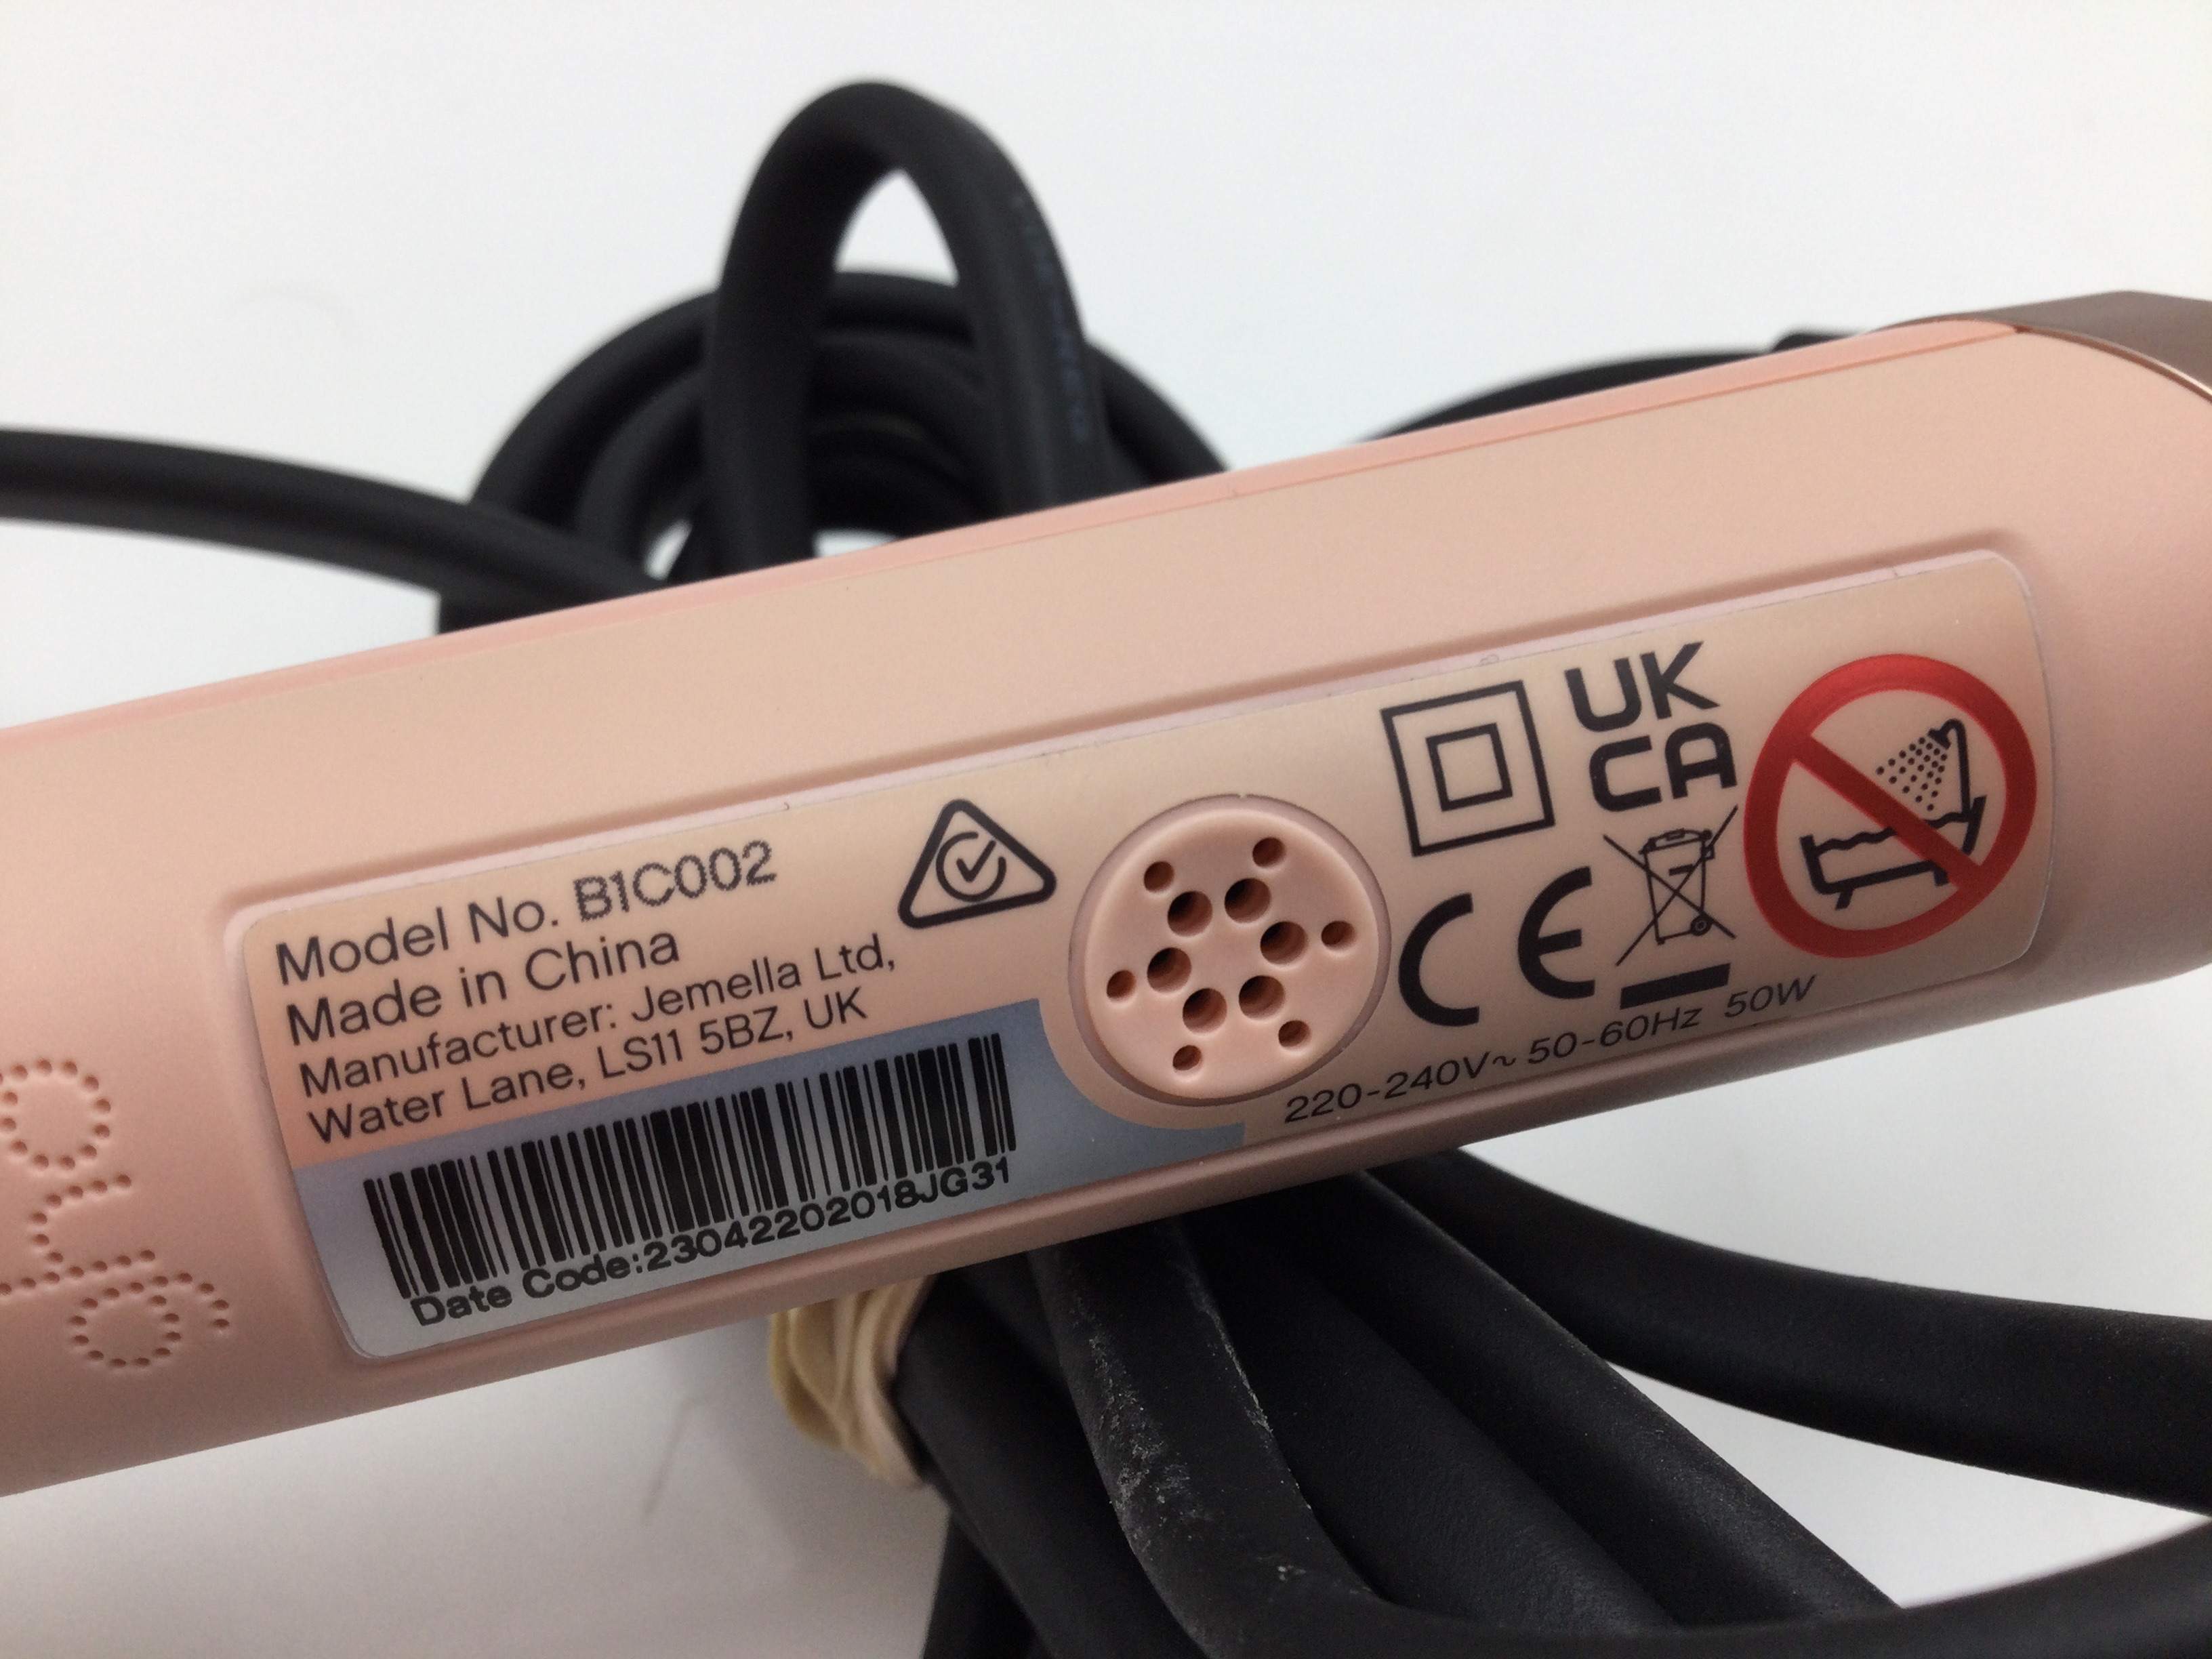 Model No. B1C002
Made in China
Manufacturer: Jemella Ltd,
Water Lane, LS11 5BZ, UK
Date Code:23042202018JG31
UK
CA
CE
220-240V~ 50-60Hz 50W
ghd